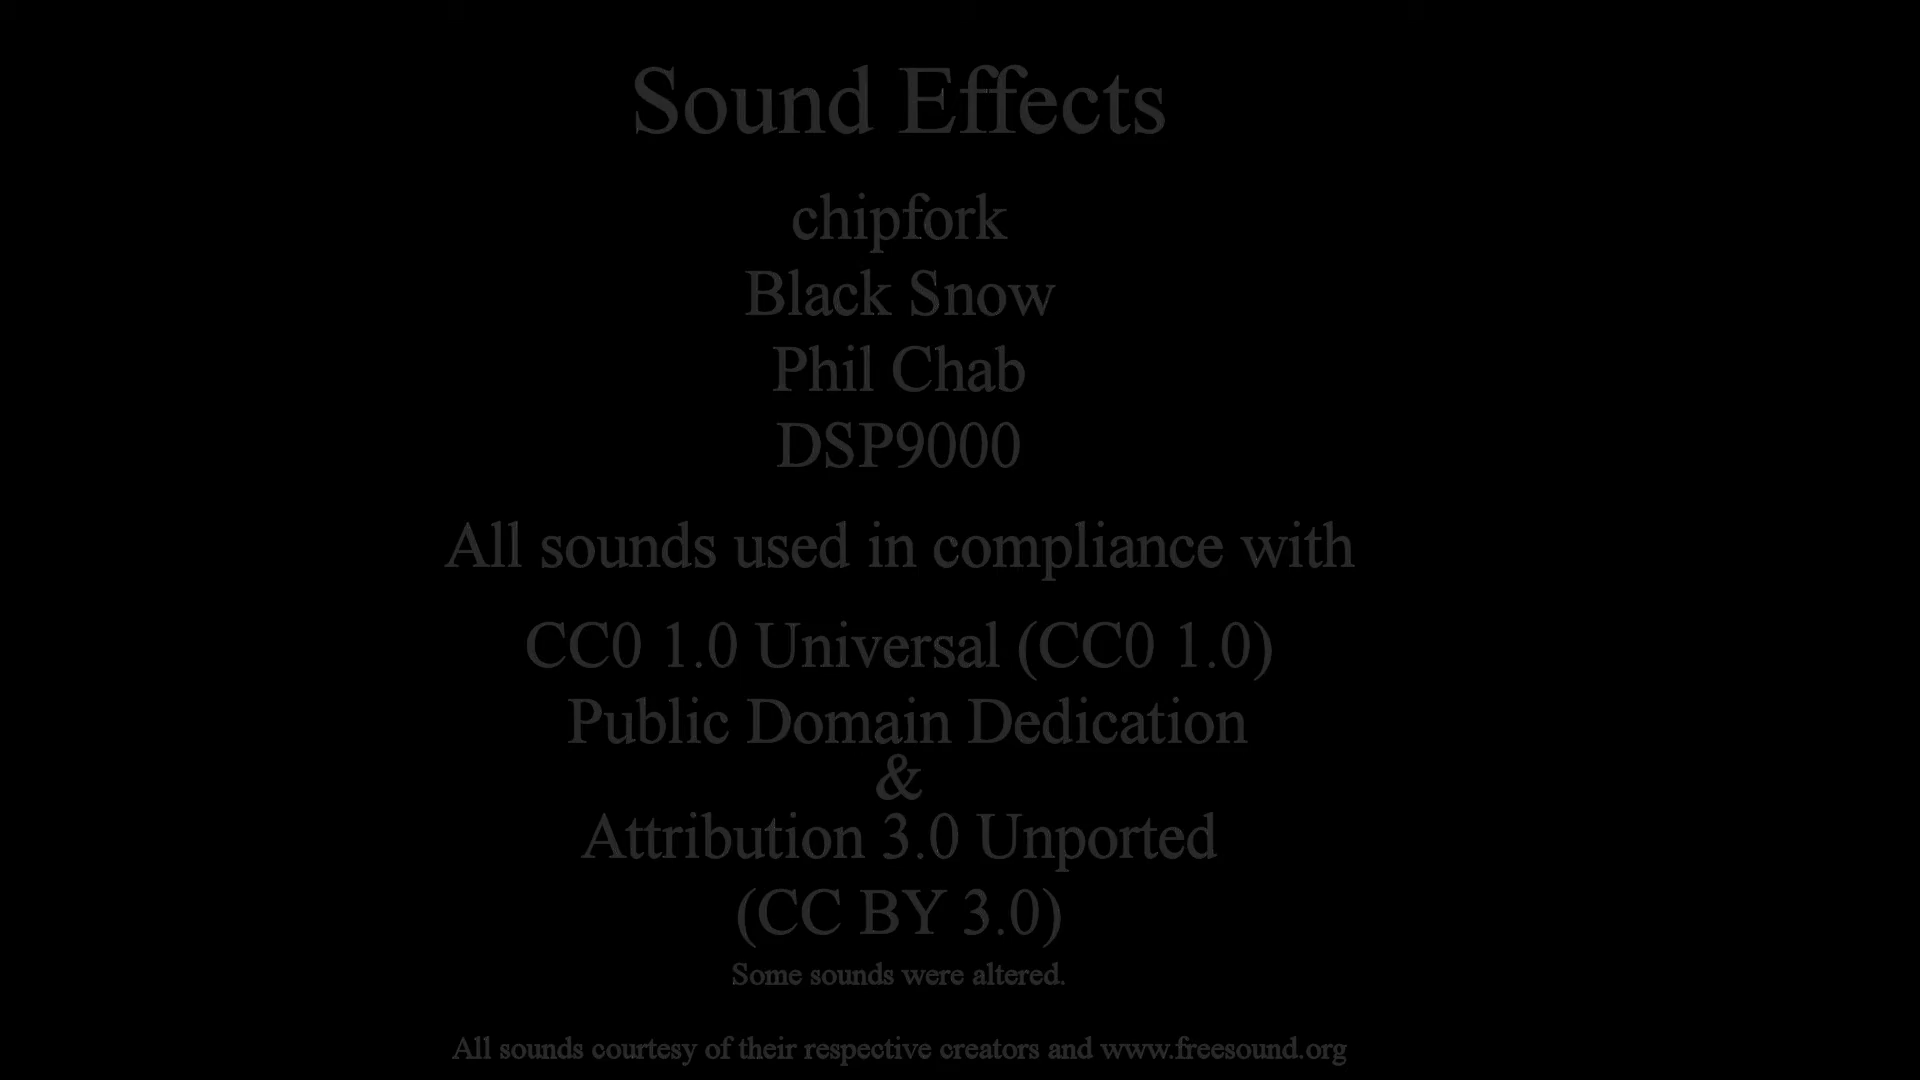 Sound Effects
chipfork
Black Snow
Phil Chab
DSP9000
All sounds used in compliance with
CC0 1.0 Universal (CC0 1.0)
Public Domain Dedication
&
Attribution 3.0 Unported
(CC BY 3.0)
Some sounds were altered.
All sounds courtesy of their respective creators and www.freesound.org